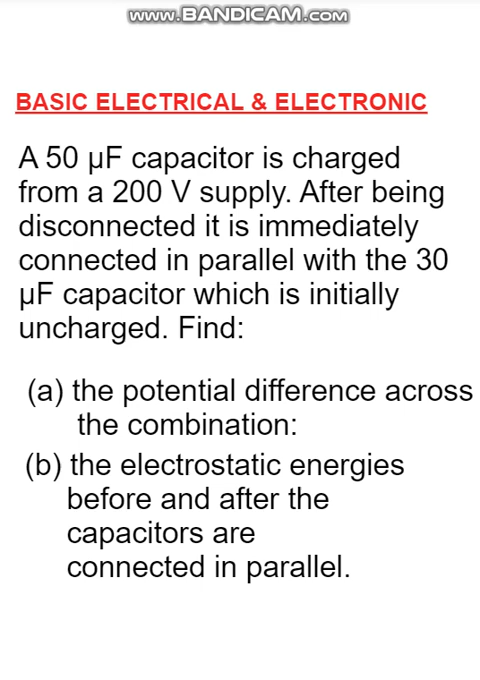 www.BANDICAM.COM
BASIC ELECTRICAL & ELECTRONIC
A 50 µF capacitor is charged
from a 200 V supply. After being
disconnected it is immediately
connected in parallel with the 30
µF capacitor which is initially
uncharged. Find:
(a) the potential difference across
the combination:
(b) the electrostatic energies
before and after the
capacitors are
connected in parallel.